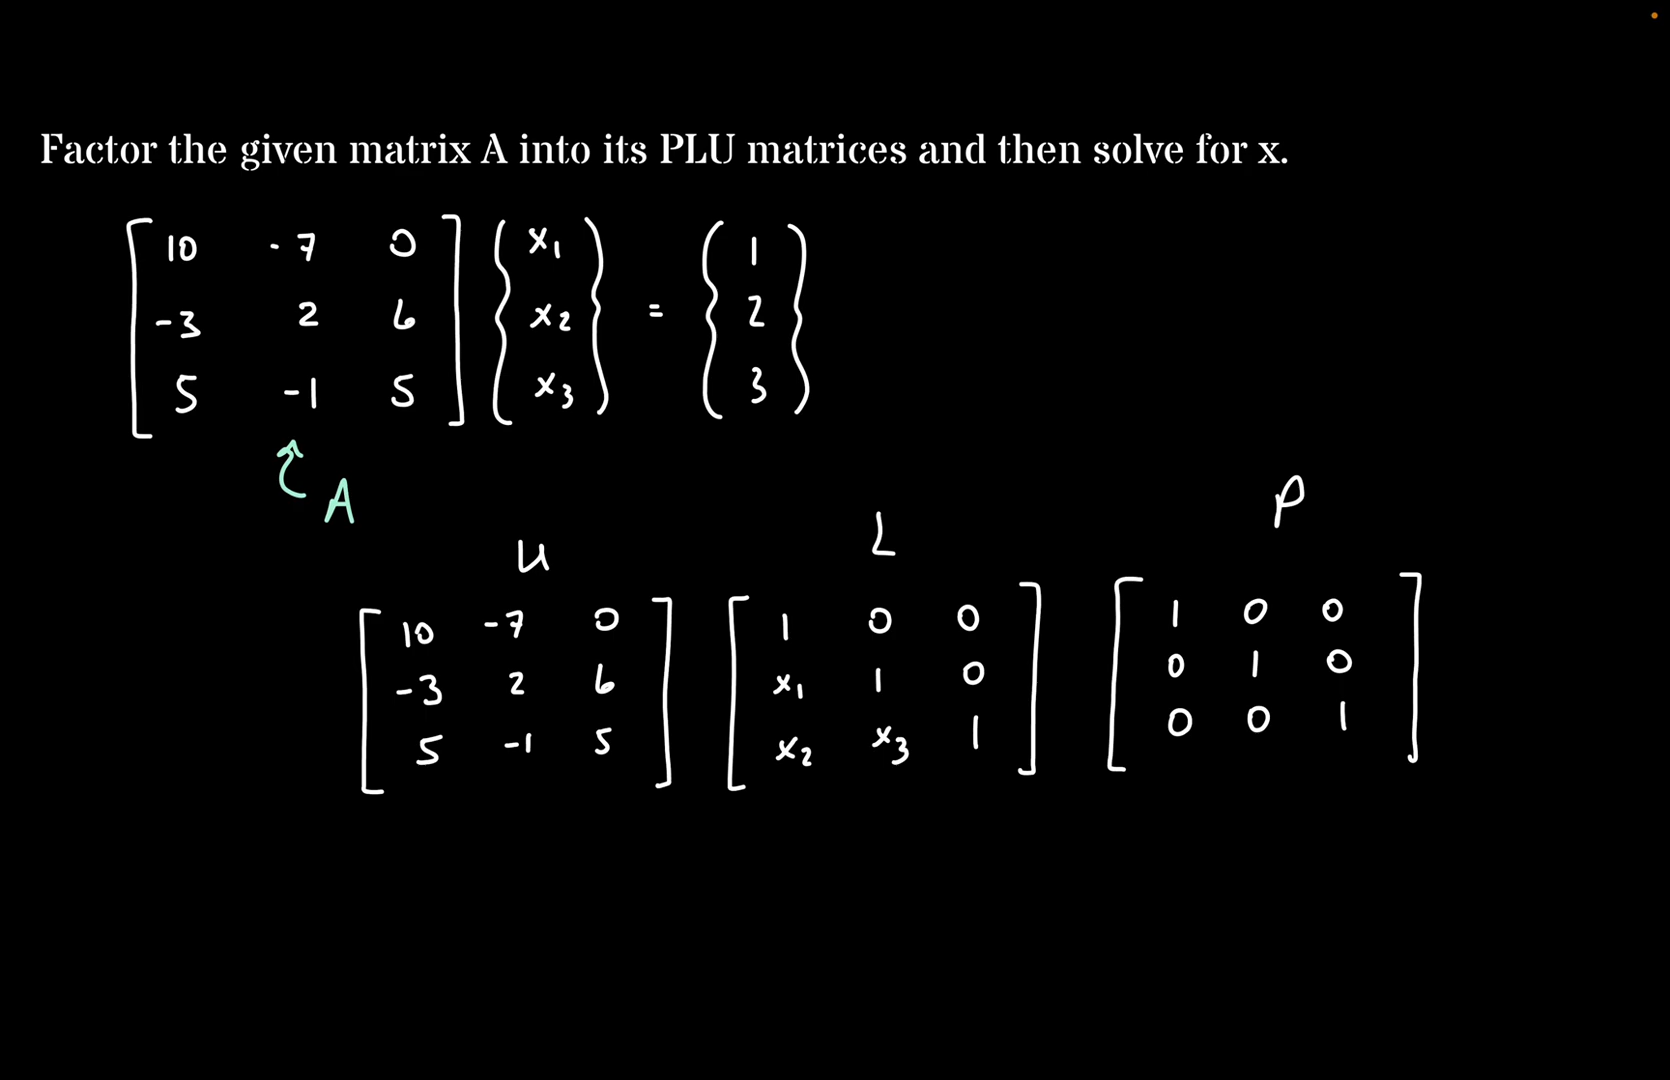 Factor the given matrix A into its PLU matrices and then solve for x.
10 -7 0 x₁ 1
-3 2 6 x₂ = 2
5 -1 5 x₃ 3
A
U L P
10 -7 0 1 0 0 1 0 0
-3 2 6 x₁ 1 0 0 1 0
5 -1 5 x₂ x₃ 1 0 0 1